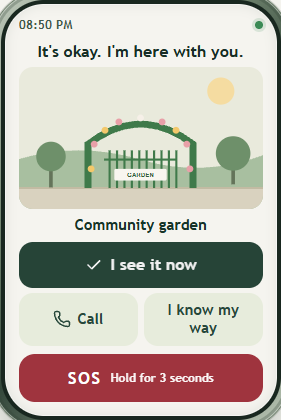 08:50 PM
It's okay. I'm here with you.
GARDEN
Community garden
I see it now
Call
I know my
way
SOS Hold for 3 seconds